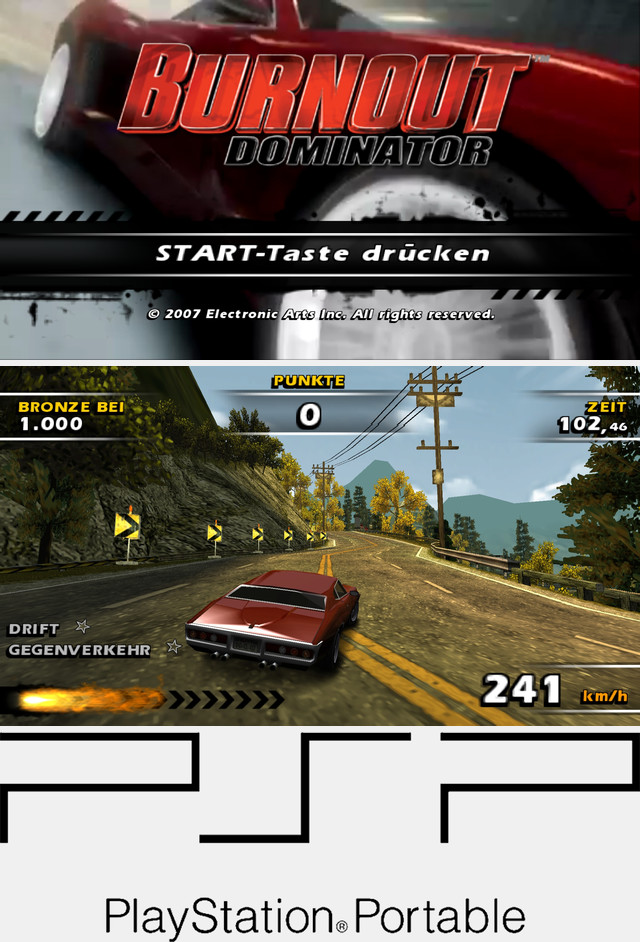 BURNOUT™
DOMINATOR
START-Taste drücken
© 2007 Electronic Arts Inc. All rights reserved.
PUNKTE
0
BRONZE BEI
1.000
ZEIT
102,46
DRIFT
GEGENVERKEHR
241 km/h
PSP
PlayStation®Portable